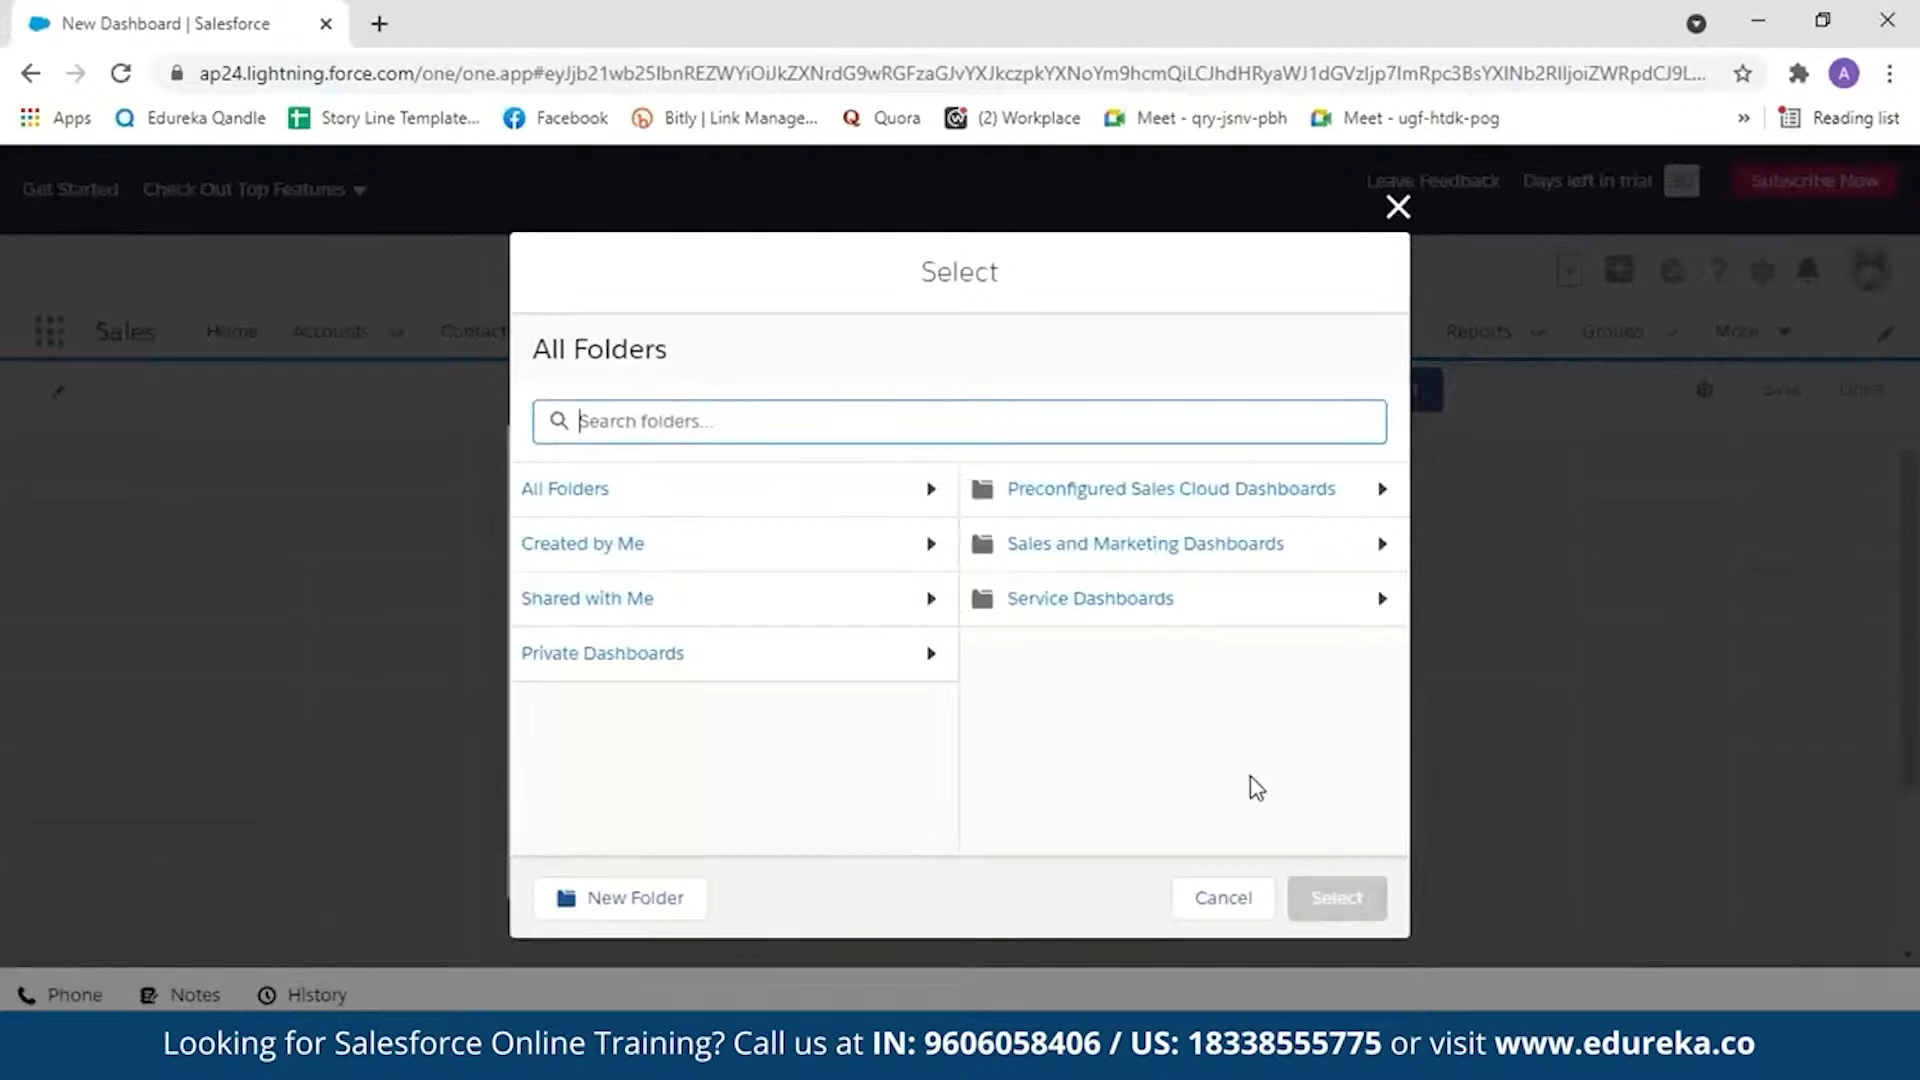 New Dashboard | Salesforce
ap24.lightning.force.com/one/one.app#
Apps Edureka Qandle Story Line Template... Facebook Bitly | Link Manage... Quora (2) Workplace Meet - qry-jsnv-pbh Meet - ugf-htdk-pog » Reading list
A
Get Started Check Out Top Features Leave Feedback Days left in trial Subscribe Now
Select
Sales Home Accounts Contact Reports Groups More
All Folders
Save Done
Search folders...
All Folders
Preconfigured Sales Cloud Dashboards
Created by Me
Sales and Marketing Dashboards
Shared with Me
Service Dashboards
Private Dashboards
New Folder Cancel Select
Phone Notes History
Looking for Salesforce Online Training? Call us at IN: 9606058406 / US: 18338555775 or visit www.edureka.co